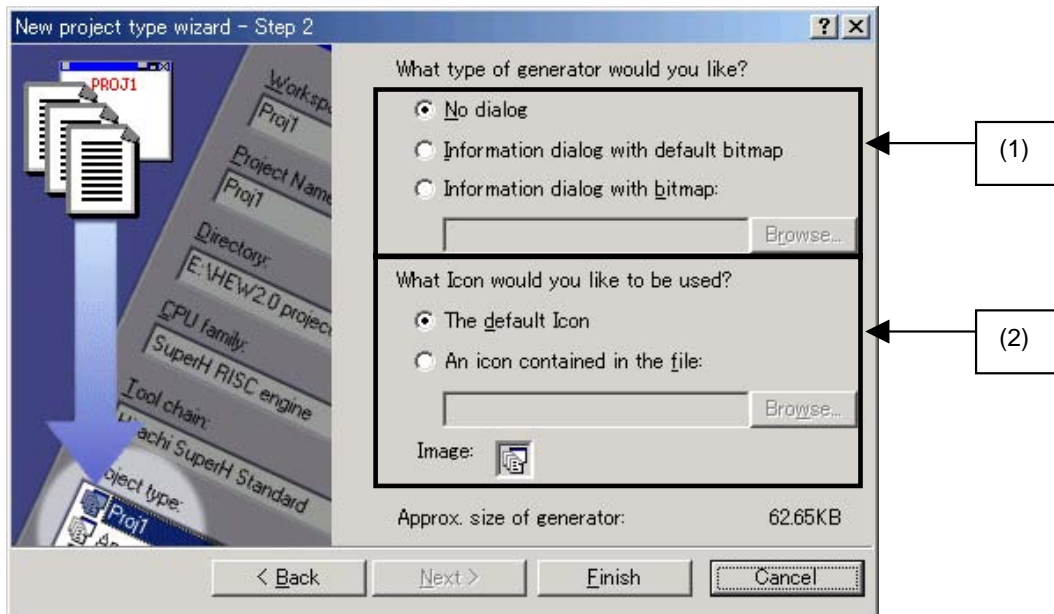 New project type wizard - Step 2
PROJ1
Workspa
Proj1
Project Name
Proj1
Directory:
E:\HEW2.0 project
CPU family:
SuperH RISC engine
Tool chain:
Hitachi SuperH Standard
oject type:
Proj1
What type of generator would you like?
No dialog
Information dialog with default bitmap
Information dialog with bitmap:
Browse...
(1)
What Icon would you like to be used?
The default Icon
An icon contained in the file:
Browse...
(2)
Image:
Approx. size of generator: 62.65KB
< Back Next > Finish Cancel